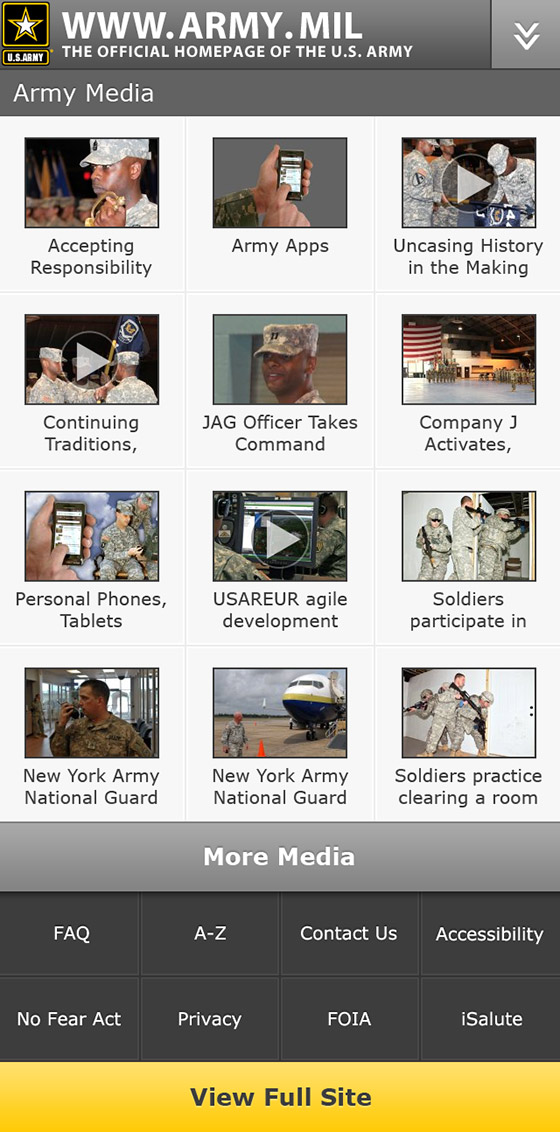 U.S.ARMY
WWW.ARMY.MIL
THE OFFICIAL HOMEPAGE OF THE U.S. ARMY
Army Media
Accepting
Responsibility
Army Apps
Uncasing History
in the Making
Continuing
Traditions,
JAG Officer Takes
Command
Company J
Activates,
Personal Phones,
Tablets
USAREUR agile
development
Soldiers
participate in
New York Army
National Guard
New York Army
National Guard
Soldiers practice
clearing a room
More Media
FAQ
A-Z
Contact Us
Accessibility
No Fear Act
Privacy
FOIA
iSalute
View Full Site